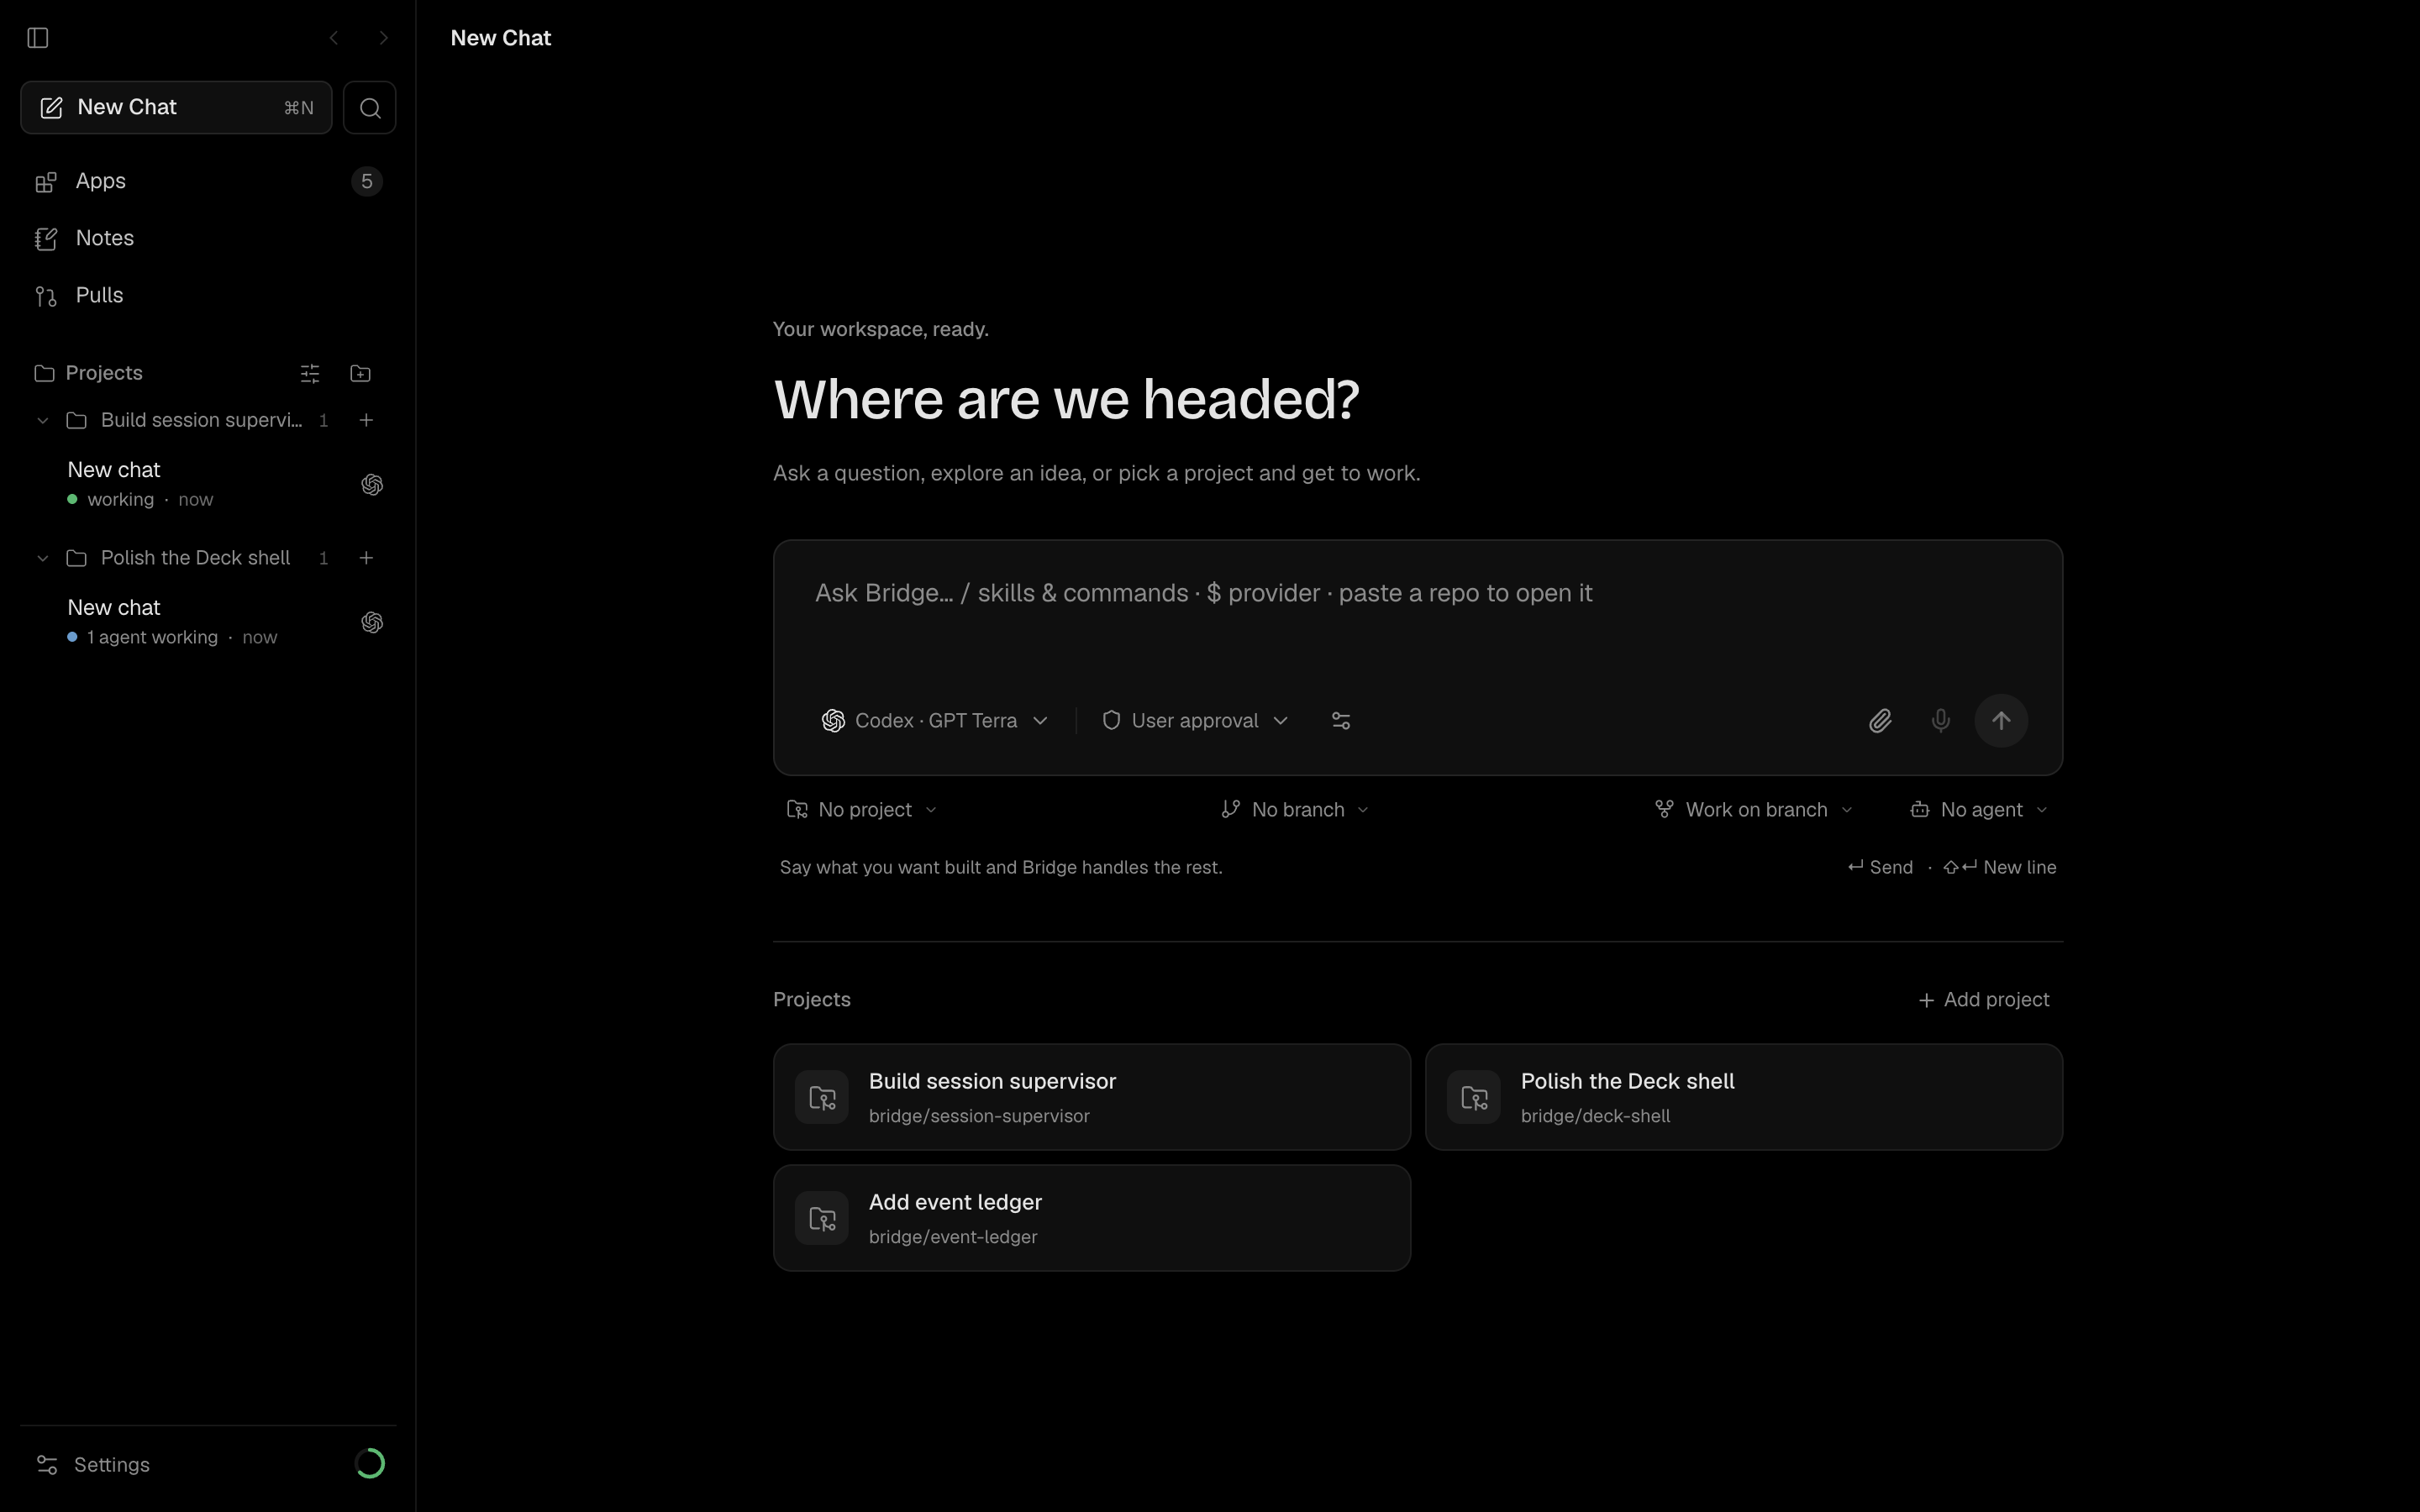 New Chat
New Chat ⌘N
Apps 5
Notes
Pulls
Projects
Build session supervi... 1
New chat
working · now
Polish the Deck shell 1
New chat
1 agent working · now
Settings
Your workspace, ready.
Where are we headed?
Ask a question, explore an idea, or pick a project and get to work.
Ask Bridge... / skills & commands · $ provider · paste a repo to open it
Codex · GPT Terra User approval
No project No branch Work on branch No agent
Say what you want built and Bridge handles the rest. ↵ Send · ⇧↵ New line
Projects + Add project
Build session supervisor
bridge/session-supervisor
Polish the Deck shell
bridge/deck-shell
Add event ledger
bridge/event-ledger